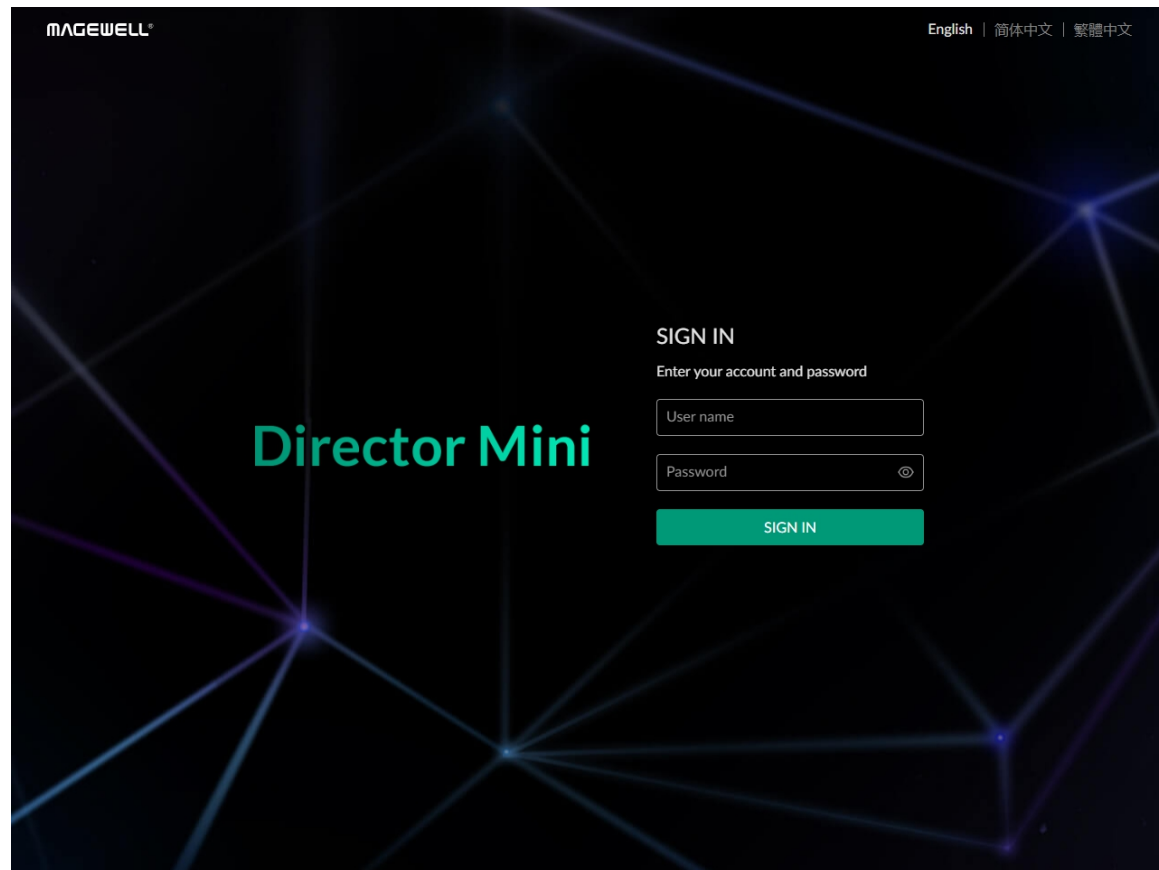 MAGEWELL®
English | 简体中文 | 繁體中文
SIGN IN
Enter your account and password
User name
Director Mini
Password
SIGN IN